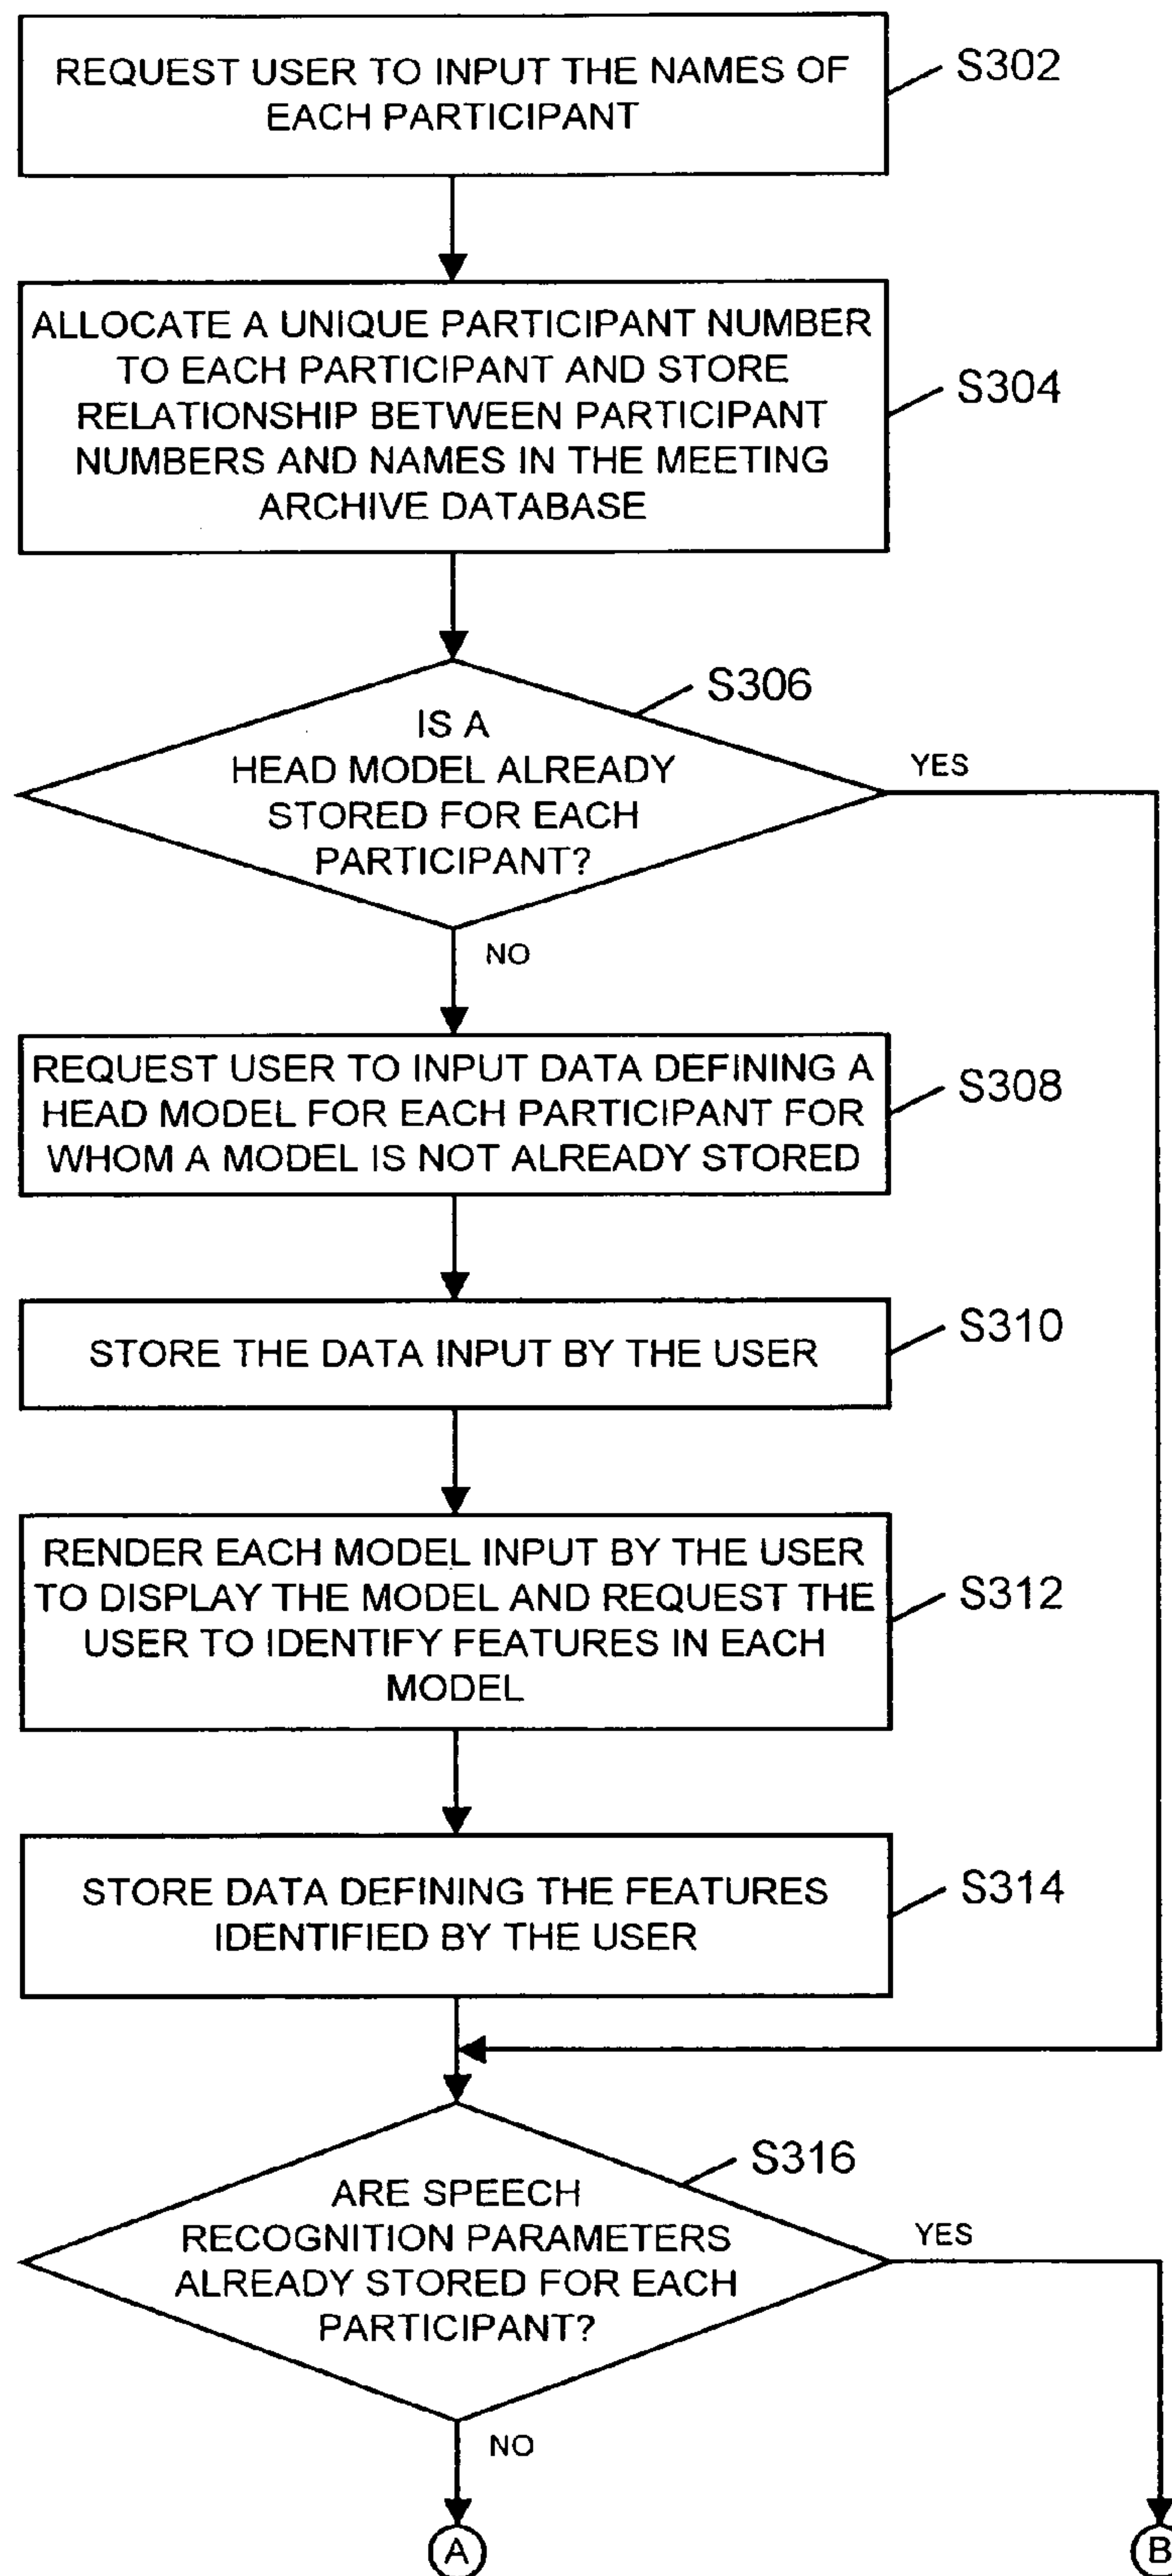 REQUEST USER TO INPUT THE NAMES OF
EACH PARTICIPANT
S302
ALLOCATE A UNIQUE PARTICIPANT NUMBER
TO EACH PARTICIPANT AND STORE
RELATIONSHIP BETWEEN PARTICIPANT
NUMBERS AND NAMES IN THE MEETING
ARCHIVE DATABASE
S304
S306
IS A
HEAD MODEL ALREADY
STORED FOR EACH
PARTICIPANT?
YES
NO
REQUEST USER TO INPUT DATA DEFINING A
HEAD MODEL FOR EACH PARTICIPANT FOR
WHOM A MODEL IS NOT ALREADY STORED
S308
STORE THE DATA INPUT BY THE USER
S310
RENDER EACH MODEL INPUT BY THE USER
TO DISPLAY THE MODEL AND REQUEST THE
USER TO IDENTIFY FEATURES IN EACH
MODEL
S312
STORE DATA DEFINING THE FEATURES
IDENTIFIED BY THE USER
S314
S316
ARE SPEECH
RECOGNITION PARAMETERS
ALREADY STORED FOR EACH
PARTICIPANT?
YES
NO
A
B